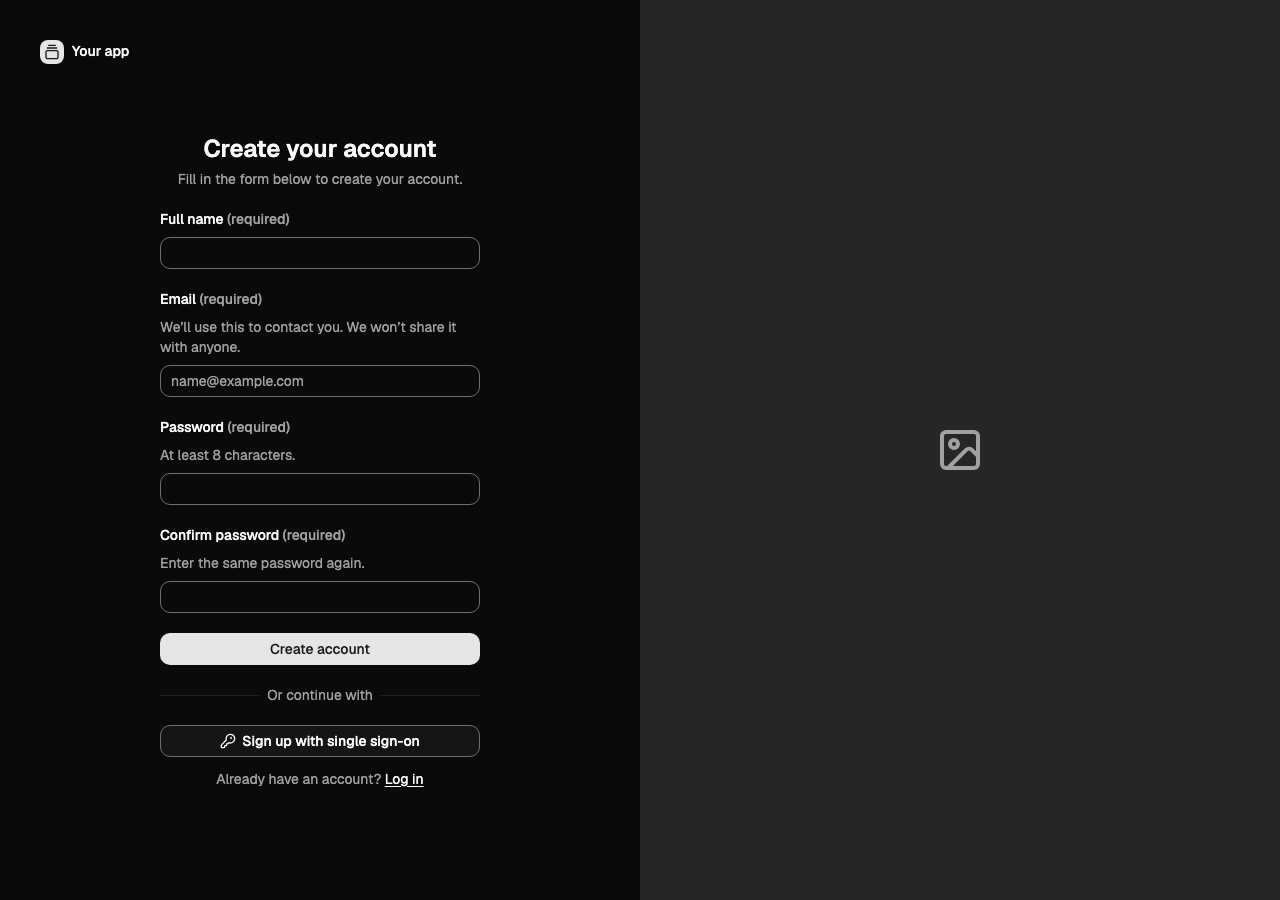 Your app
Create your account
Fill in the form below to create your account.
Full name (required)
Email (required)
We’ll use this to contact you. We won’t share it
with anyone.
name@example.com
Password (required)
At least 8 characters.
Confirm password (required)
Enter the same password again.
Create account
Or continue with
Sign up with single sign-on
Already have an account? Log in